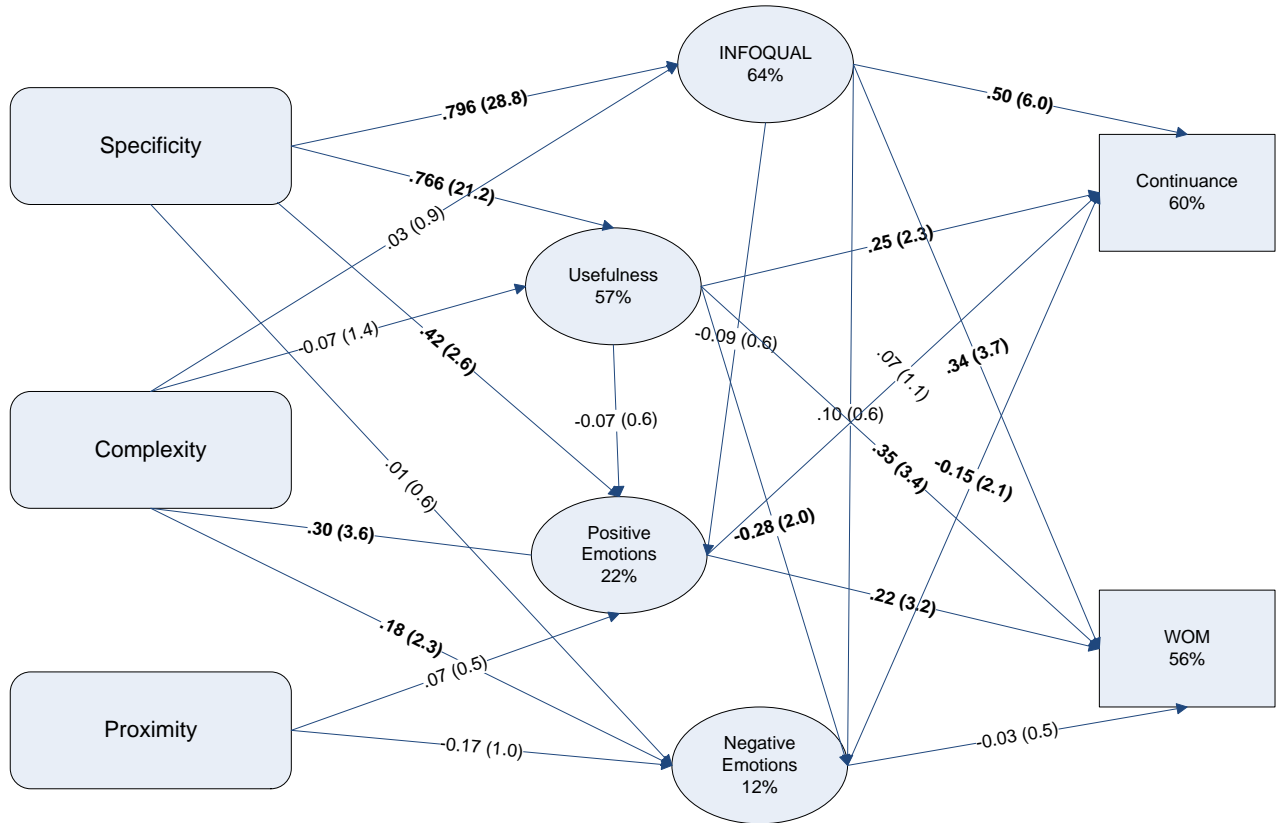 INFOQUAL
64%
.50 (6.0)
.796 (28.8)
Specificity
Continuance
60%
.766 (21.2)
.03 (0.9)
.25 (2.3)
Usefulness
57%
-0.07 (1.4)
.42 (2.6)
-0.09 (0.6)
.07 (1.1)
.34 (3.7)
-0.07 (0.6)
.10 (0.6)
Complexity
.35 (3.4)
-0.15 (2.1)
.01 (0.6)
.30 (3.6)
-0.28 (2.0)
Positive
Emotions
22%
.22 (3.2)
.18 (2.3)
WOM
56%
.07 (0.5)
Proximity
-0.17 (1.0)
-0.03 (0.5)
Negative
Emotions
12%